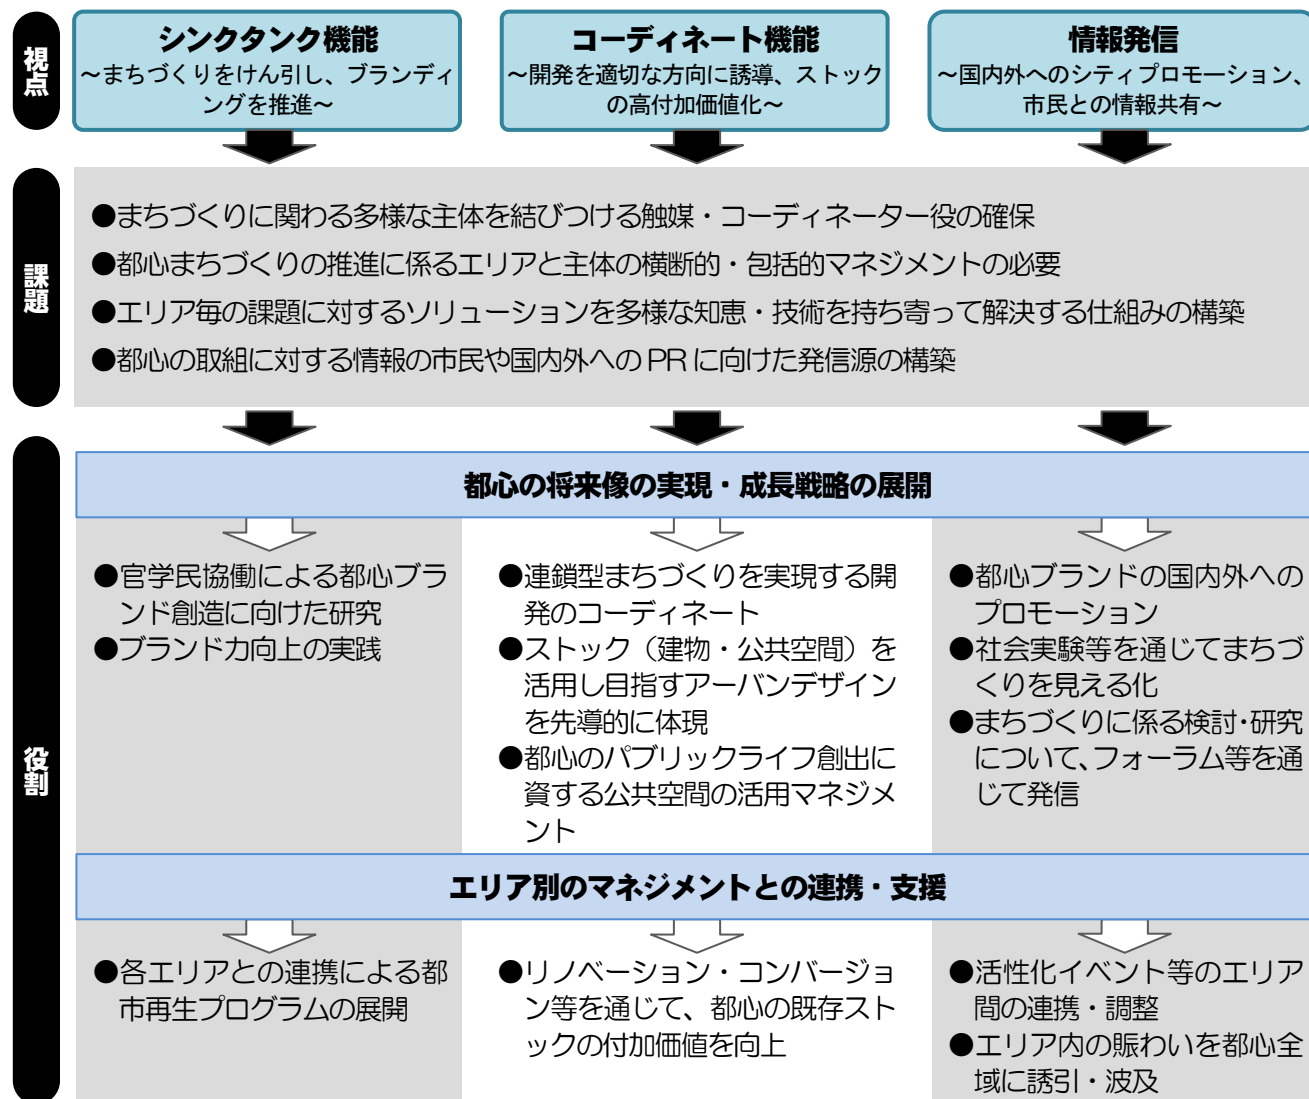 視点
シンクタンク機能
～まちづくりをけん引し、ブランディ
ングを推進～
コーディネート機能
～開発を適切な方向に誘導、ストック
の高付加価値化～
情報発信
～国内外へのシティプロモーション、
市民との情報共有～
課題
●まちづくりに関わる多様な主体を結びつける触媒・コーディネーター役の確保
●都心まちづくりの推進に係るエリアと主体の横断的・包括的マネジメントの必要
●エリア毎の課題に対するソリューションを多様な知恵・技術を持ち寄って解決する仕組みの構築
●都心の取組に対する情報の市民や国内外へのPRに向けた発信源の構築
役割
都心の将来像の実現・成長戦略の展開
●官学民協働による都心ブラ
ンド創造に向けた研究
●ブランド力向上の実践
●連鎖型まちづくりを実現する開
発のコーディネート
●ストック（建物・公共空間）を
活用し目指すアーバンデザイン
を先導的に体現
●都心のパブリックライフ創出に
資する公共空間の活用マネジメ
ント
●都心ブランドの国内外への
プロモーション
●社会実験等を通じてまちづ
くりを見える化
●まちづくりに係る検討・研究
について、フォーラム等を通
じて発信
エリア別のマネジメントとの連携・支援
●各エリアとの連携による都
市再生プログラムの展開
●リノベーション・コンバージョ
ン等を通じて、都心の既存スト
ックの付加価値を向上
●活性化イベント等のエリア
間の連携・調整
●エリア内の賑わいを都心全
域に誘引・波及